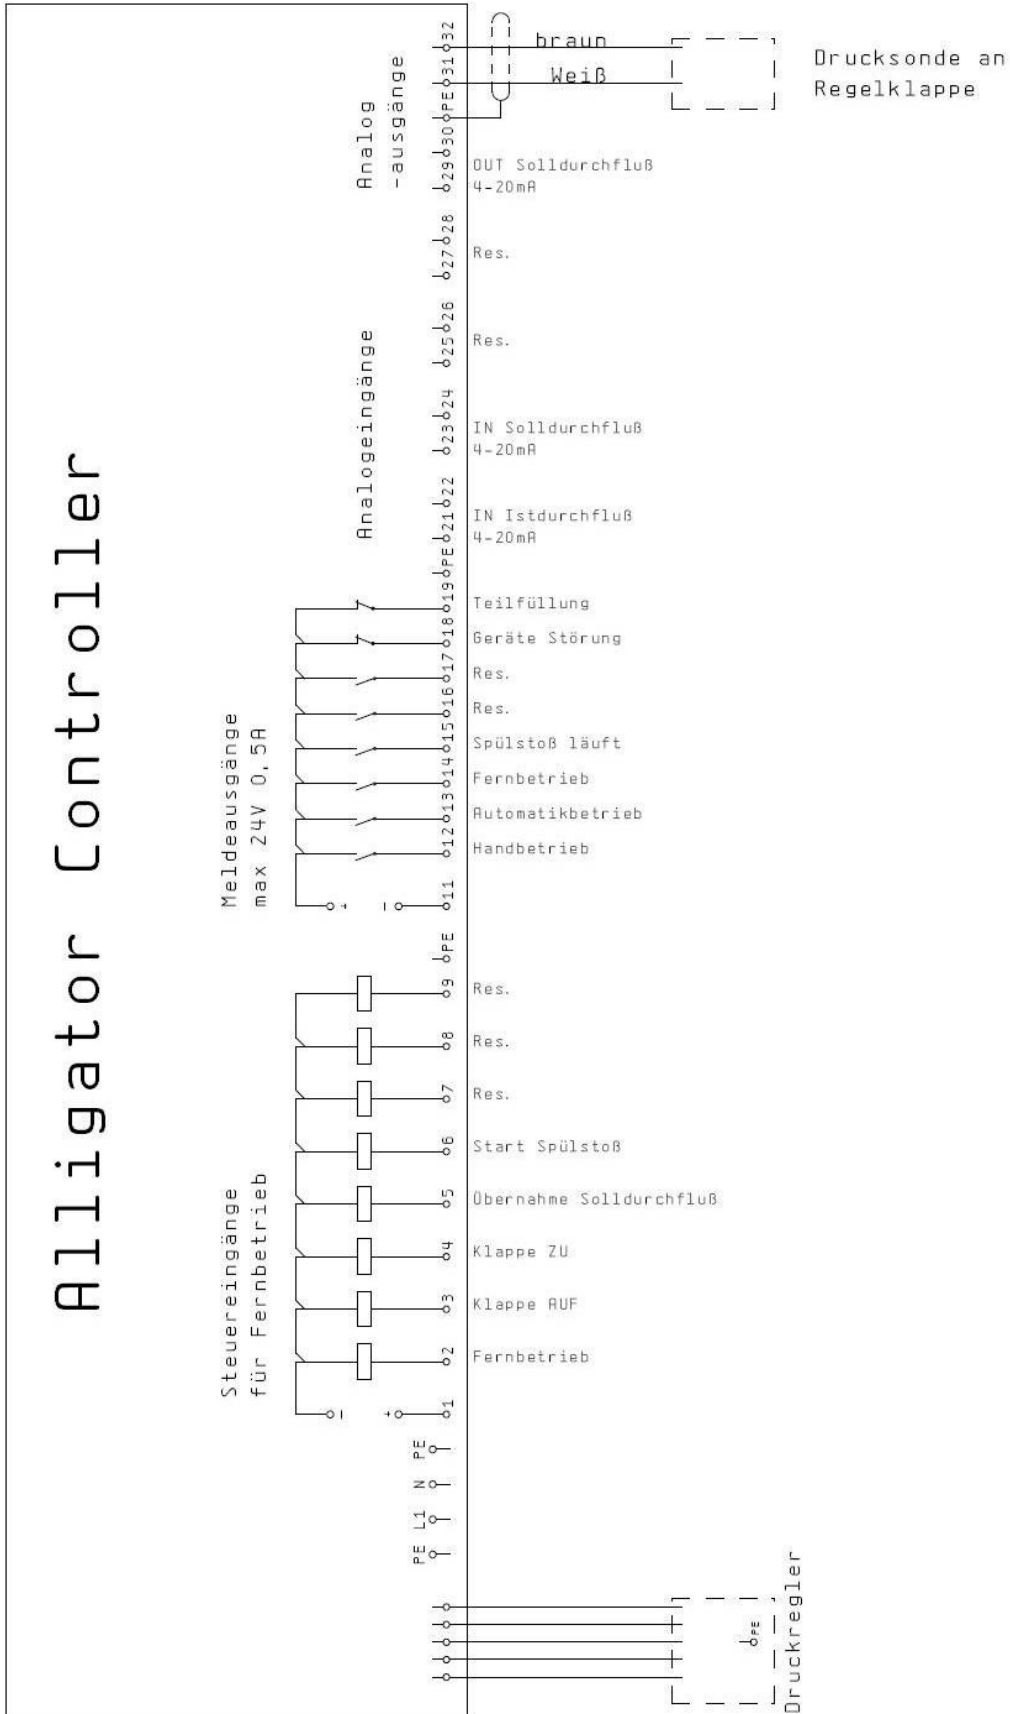 Alligator Controller
Analog
-ausgänge
32
31
PE
30
29
28
27
26
25
24
23
22
21
PE
19
18
17
16
15
14
13
12
11
PE
9
8
7
6
5
4
3
2
1
PE
N
L1
PE
braun
Weiß
Drucksonde an
Regelklappe
OUT Solldurchfluß
4-20mA
Res.
Res.
Analogeingänge
IN Solldurchfluß
4-20mA
IN Istdurchfluß
4-20mA
Meldeausgänge
max 24V 0,5A
Teilfüllung
Geräte Störung
Res.
Res.
Spülstoß läuft
Fernbetrieb
Automatikbetrieb
Handbetrieb
+ -
Steuereingänge
für Fernbetrieb
Res.
Res.
Res.
Start Spülstoß
Übernahme Solldurchfluß
Klappe ZU
Klappe AUF
Fernbetrieb
- +
PE
Druckregler